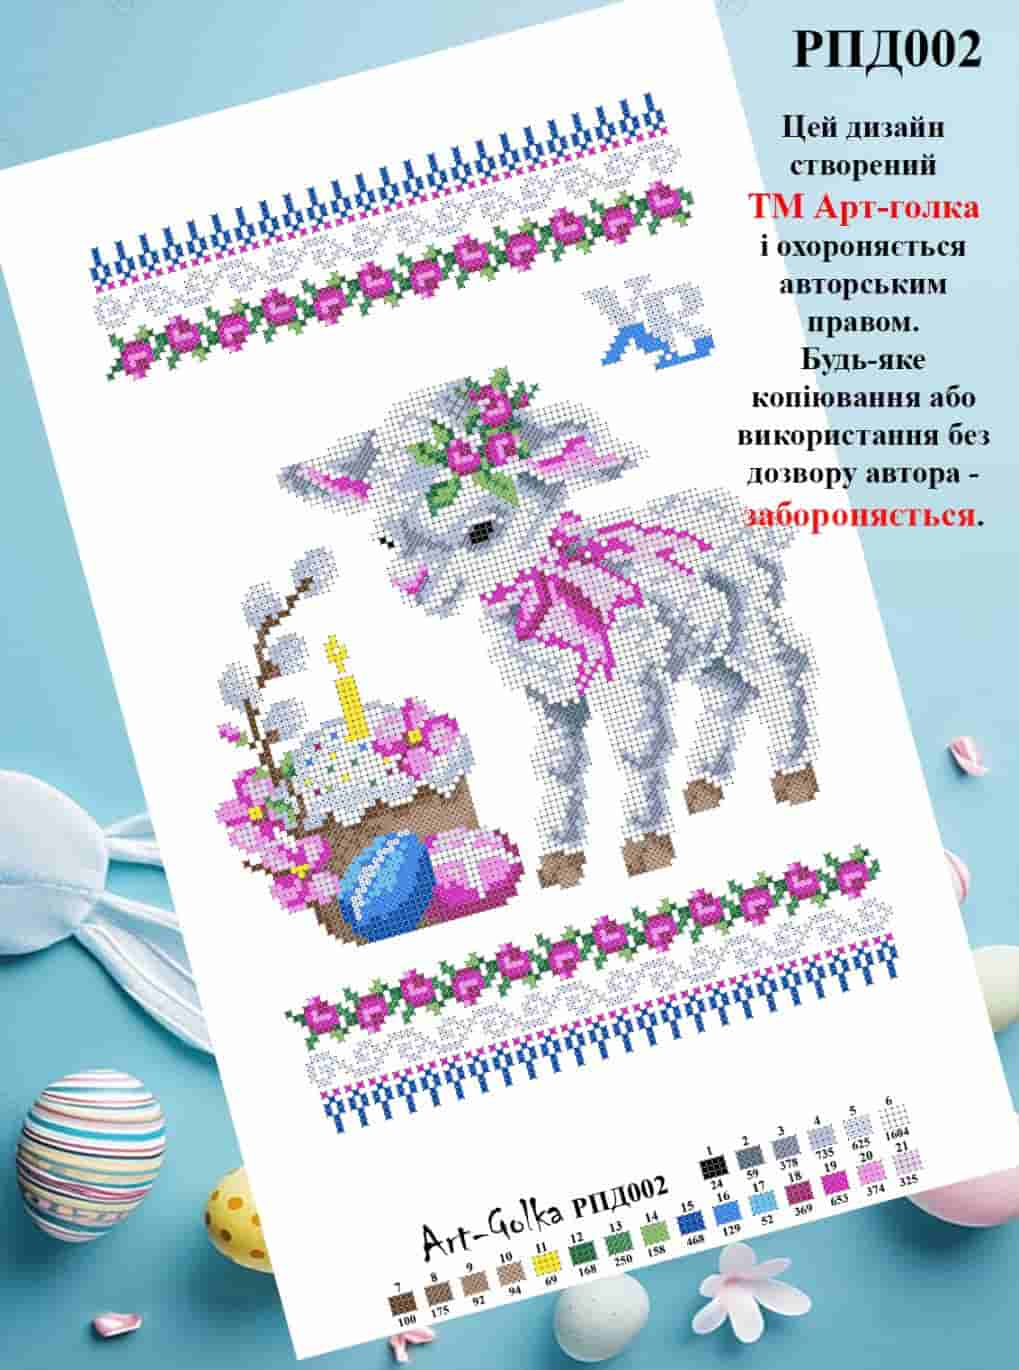 РПД002
Цей дизайн
створений
ТМ Арт-голка
і охороняється
авторським
правом.
Будь-яке
копіювання або
використання без
дозвору автора -
забороняється.
ХВ
1 2 3 4 5 6
24 59 378 735 625 1604
Art-Golka РПД002
7 8 9 10 11 12 13 14 15 16 17 18 19 20 21
100 175 92 94 69 168 250 158 468 129 52 369 653 374 325